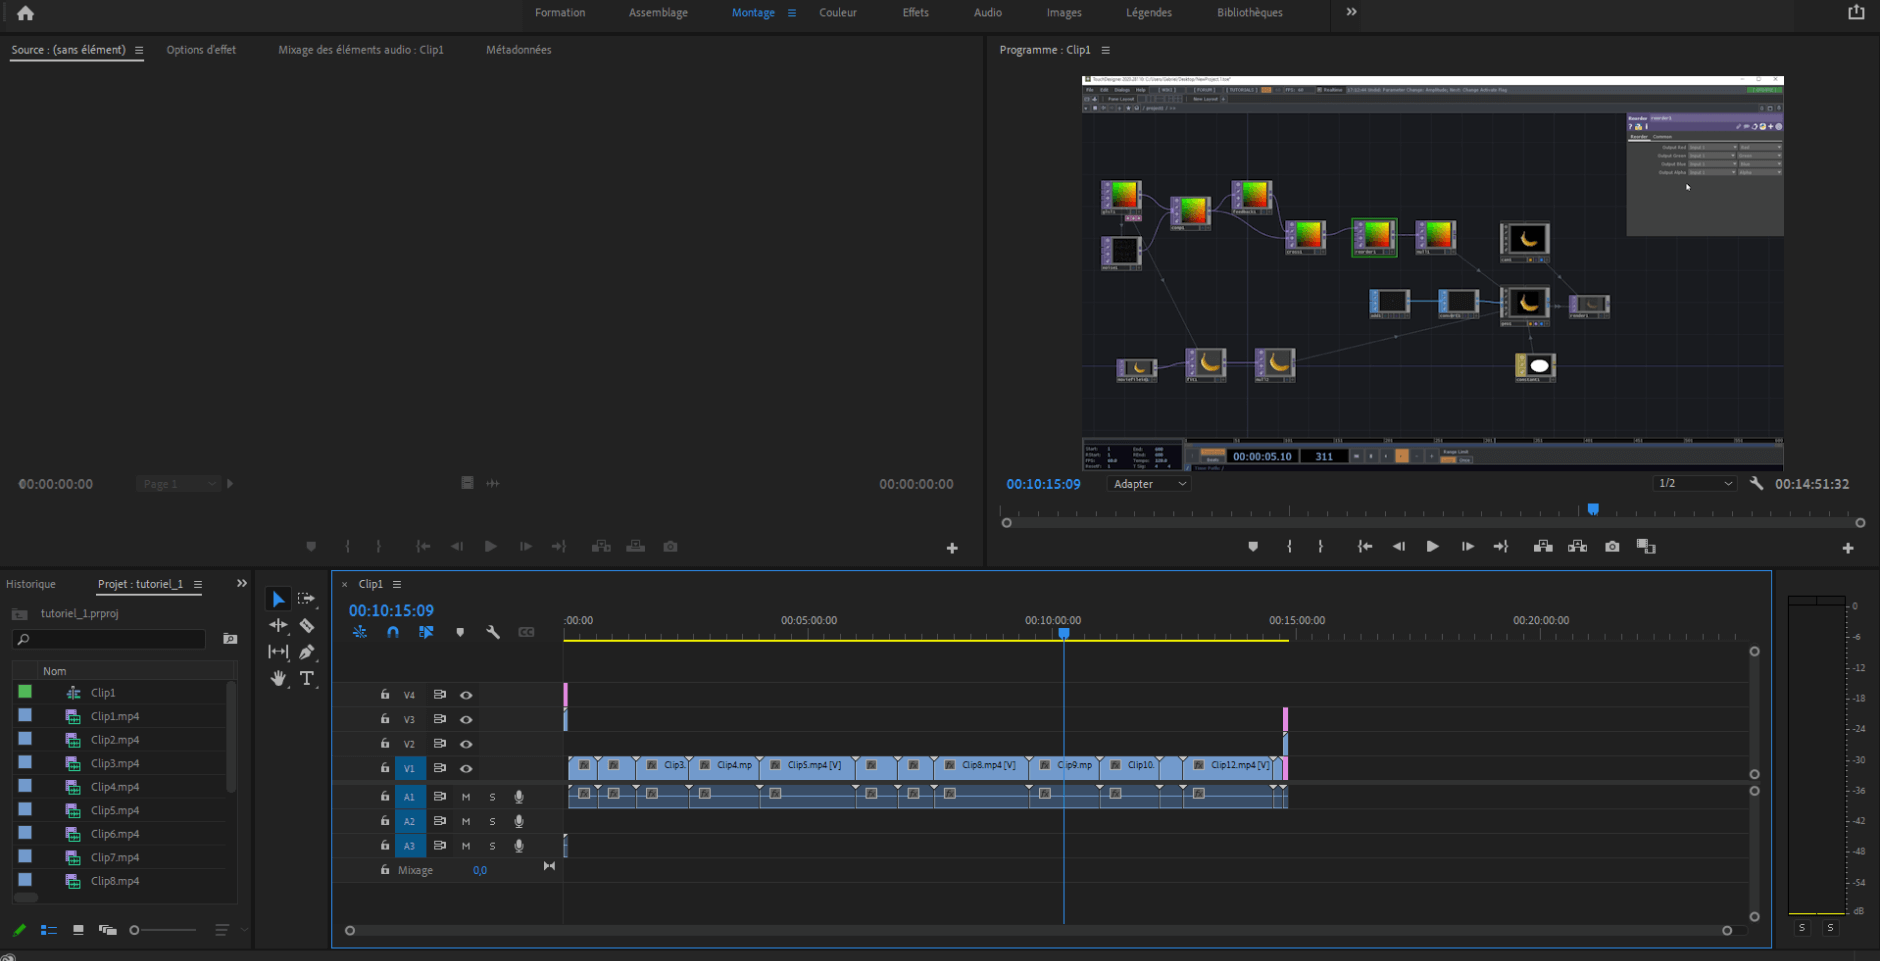 Formation Assemblage Montage Couleur Effets Audio Images Légendes Bibliothèques
Source : (sans élément) Options d'effet Mixage des éléments audio : Clip1 Métadonnées
Programme : Clip1
File Edit Dialogs Help
00:00:05.10 311
00:00:00:00 Page 1 00:00:00:00
00:10:15:09 Adapter 1/2 00:14:51:32
Historique Projet : tutoriel_1
tutoriel_1.prproj
Nom
Clip1
Clip1.mp4
Clip2.mp4
Clip3.mp4
Clip4.mp4
Clip5.mp4
Clip6.mp4
Clip7.mp4
Clip8.mp4
Clip1
00:10:15:09
:00:00 00:05:00:00 00:10:00:00 00:15:00:00 00:20:00:00
V4
V3
V2
V1 Clip3. Clip4.mp Clip5.mp4 [V] Clip8.mp4 [V] Clip9.mp Clip10. Clip12.mp4 [V]
A1 M S
A2 M S
A3 M S
Mixage 0,0
0
-6
-12
-18
-24
-30
-36
-42
-48
-54
dB
S S